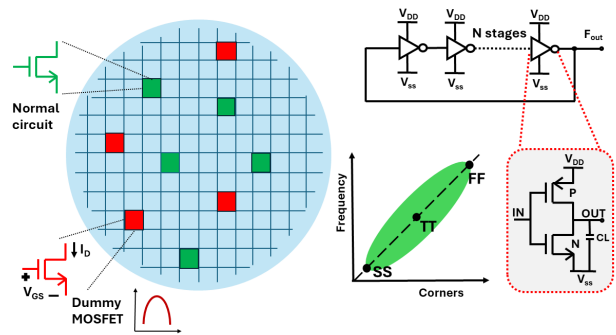 Normal
circuit
I_D
+
V_GS –
Dummy
MOSFET
V_DD V_DD V_DD
N stages
F_out
V_ss V_ss V_ss
Frequency
FF
TT
SS
Corners
V_DD
P
IN
OUT
N
CL
V_ss